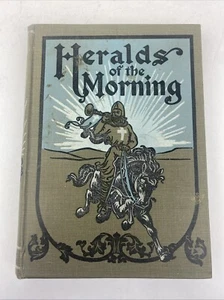 Heralds
of the
Morning